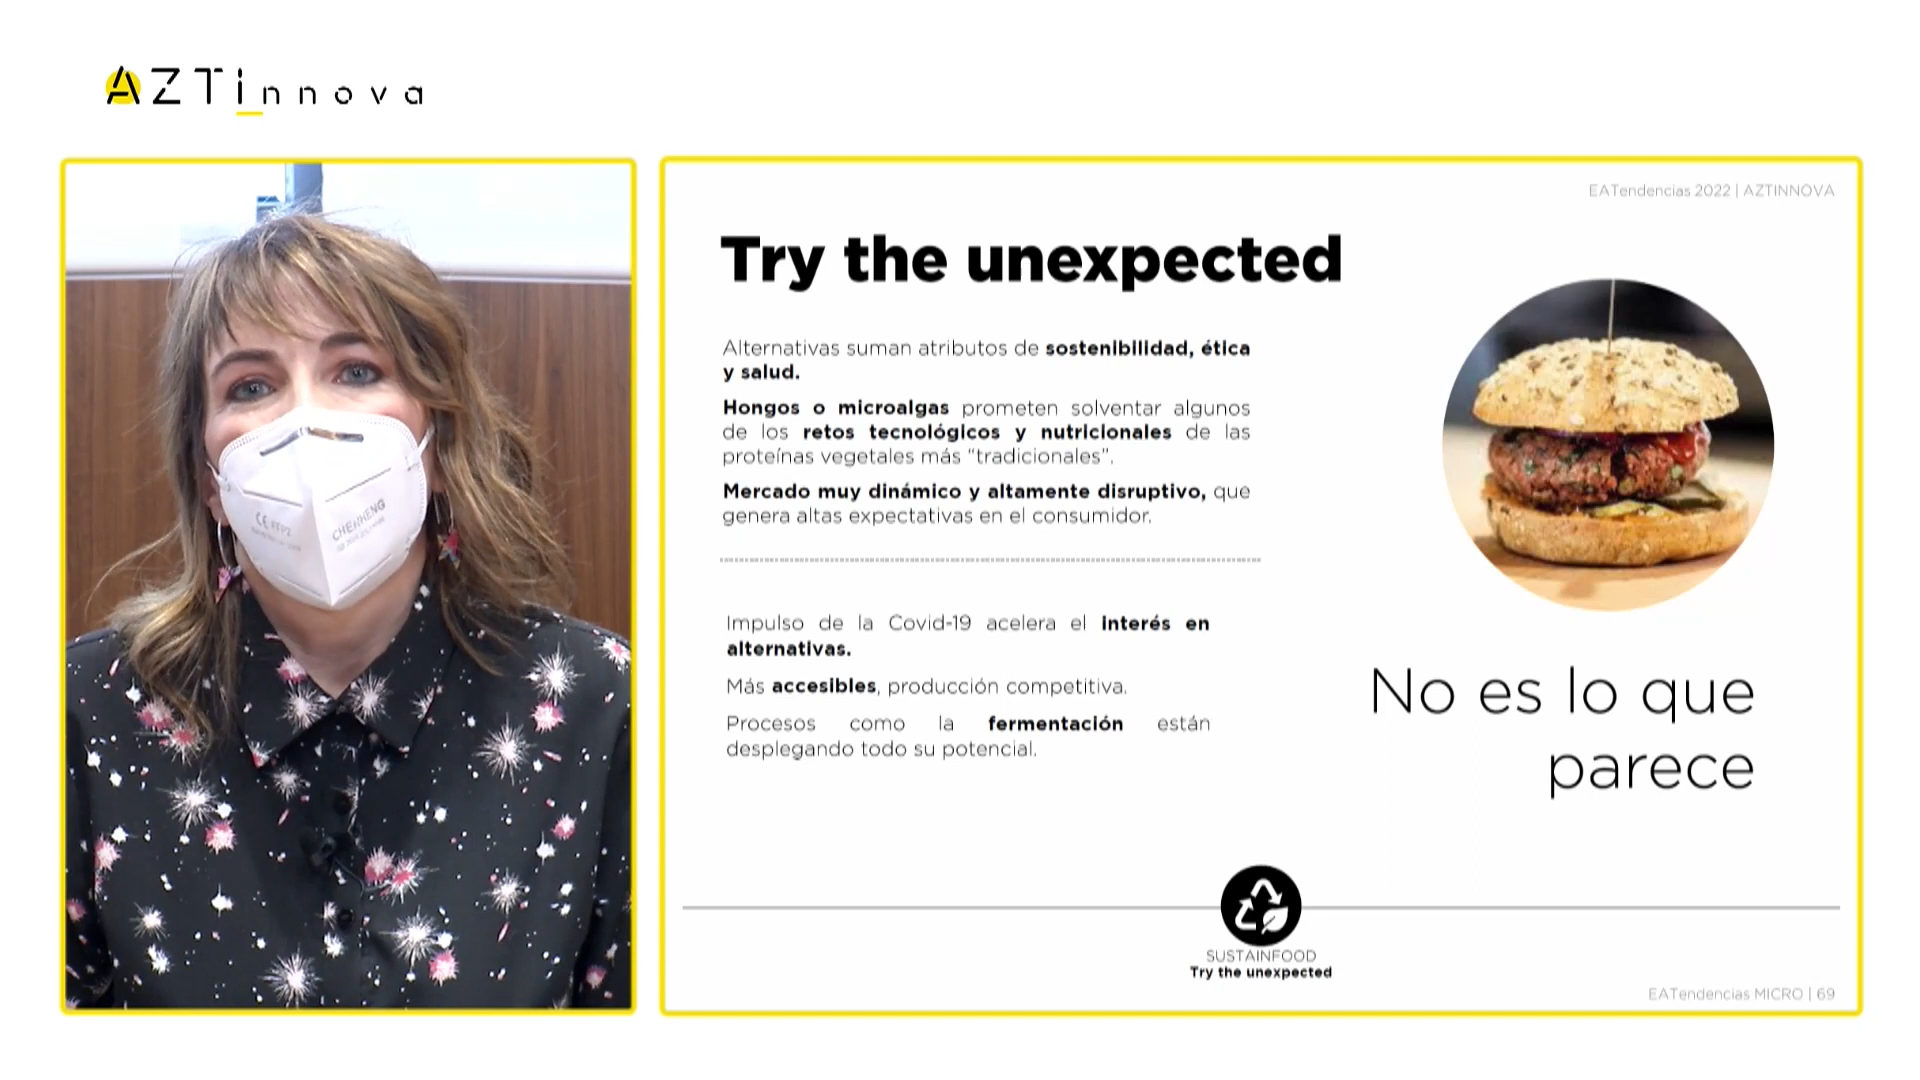 AZTInnova
EATendencias 2022 | AZTINNOVA
Try the unexpected
Alternativas suman atributos de sostenibilidad, ética
y salud.
Hongos o microalgas prometen solventar algunos
de los retos tecnológicos y nutricionales de las
proteínas vegetales más “tradicionales”.
Mercado muy dinámico y altamente disruptivo, que
genera altas expectativas en el consumidor.
Impulso de la Covid-19 acelera el interés en
alternativas.
Más accesibles, producción competitiva.
Procesos como la fermentación están
desplegando todo su potencial.
No es lo que
parece
SUSTAINFOOD
Try the unexpected
EATendencias MICRO | 69
CE FFP2
CHENHENG